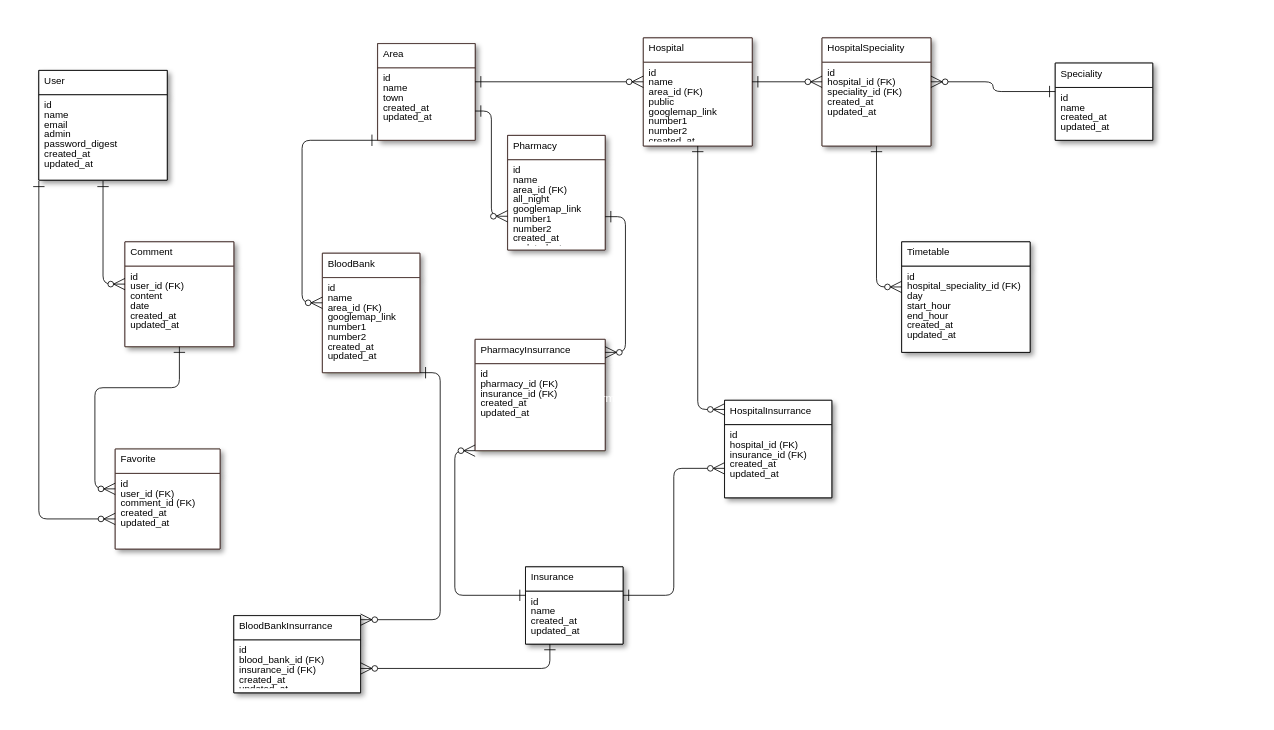 User
id
name
email
admin
password_digest
created_at
updated_at
Comment
id
user_id (FK)
content
date
created_at
updated_at
Favorite
id
user_id (FK)
comment_id (FK)
created_at
updated_at
Area
id
name
town
created_at
updated_at
BloodBank
id
name
area_id (FK)
googlemap_link
number1
number2
created_at
updated_at
BloodBankInsurrance
id
blood_bank_id (FK)
insurance_id (FK)
created_at
updated_at
Pharmacy
id
name
area_id (FK)
all_night
googlemap_link
number1
number2
created_at
PharmacyInsurrance
id
pharmacy_id (FK)
insurance_id (FK)
created_at
updated_at
Insurance
id
name
created_at
updated_at
Hospital
id
name
area_id (FK)
public
googlemap_link
number1
number2
created_at
HospitalInsurrance
id
hospital_id (FK)
insurance_id (FK)
created_at
updated_at
HospitalSpeciality
id
hospital_id (FK)
speciality_id (FK)
created_at
updated_at
Timetable
id
hospital_speciality_id (FK)
day
start_hour
end_hour
created_at
updated_at
Speciality
id
name
created_at
updated_at